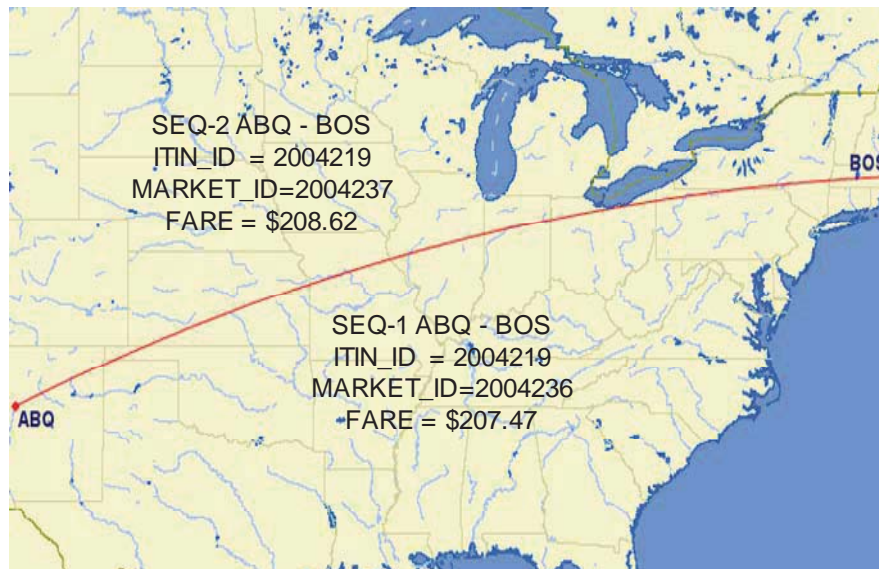 SEQ-2 ABQ - BOS
ITIN_ID = 2004219
MARKET_ID=2004237
FARE = $208.62
BOS
SEQ-1 ABQ - BOS
ITIN_ID = 2004219
MARKET_ID=2004236
FARE = $207.47
ABQ